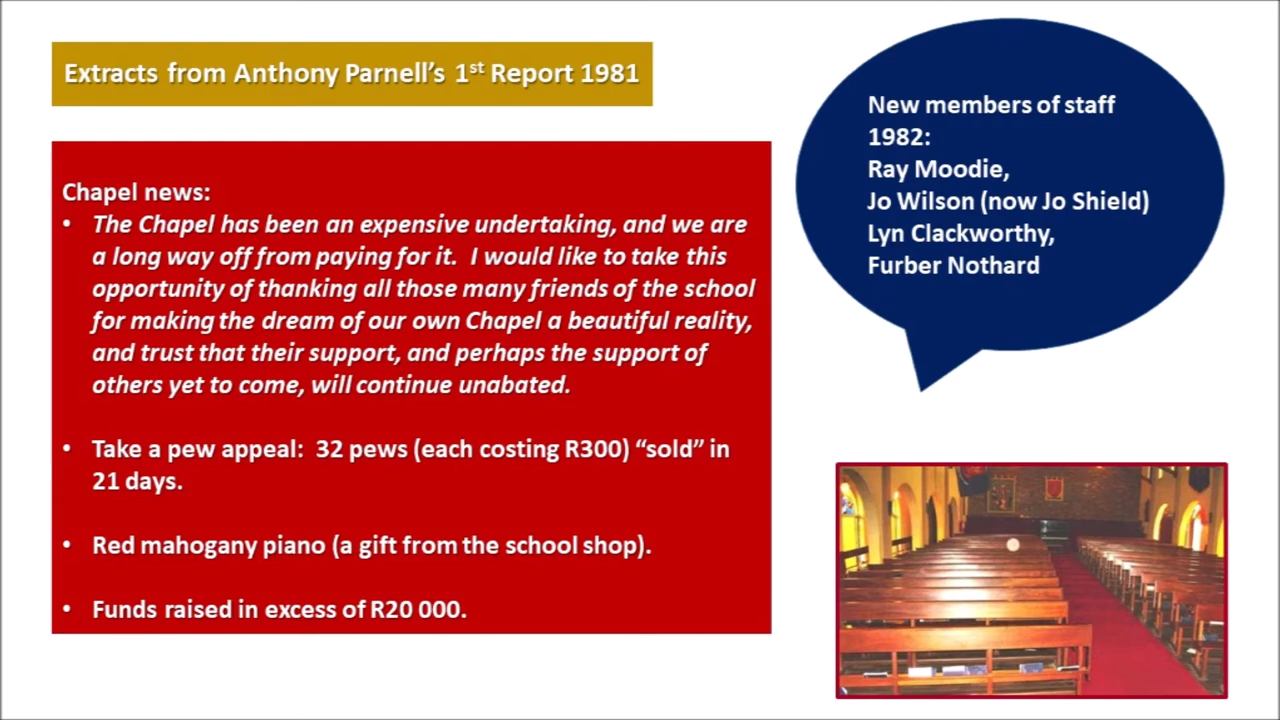 Extracts from Anthony Parnell’s 1st Report 1981
Chapel news:
• The Chapel has been an expensive undertaking, and we are
a long way off from paying for it. I would like to take this
opportunity of thanking all those many friends of the school
for making the dream of our own Chapel a beautiful reality,
and trust that their support, and perhaps the support of
others yet to come, will continue unabated.
• Take a pew appeal: 32 pews (each costing R300) “sold” in
21 days.
• Red mahogany piano (a gift from the school shop).
• Funds raised in excess of R20 000.
New members of staff
1982:
Ray Moodie,
Jo Wilson (now Jo Shield)
Lyn Clackworthy,
Furber Nothard